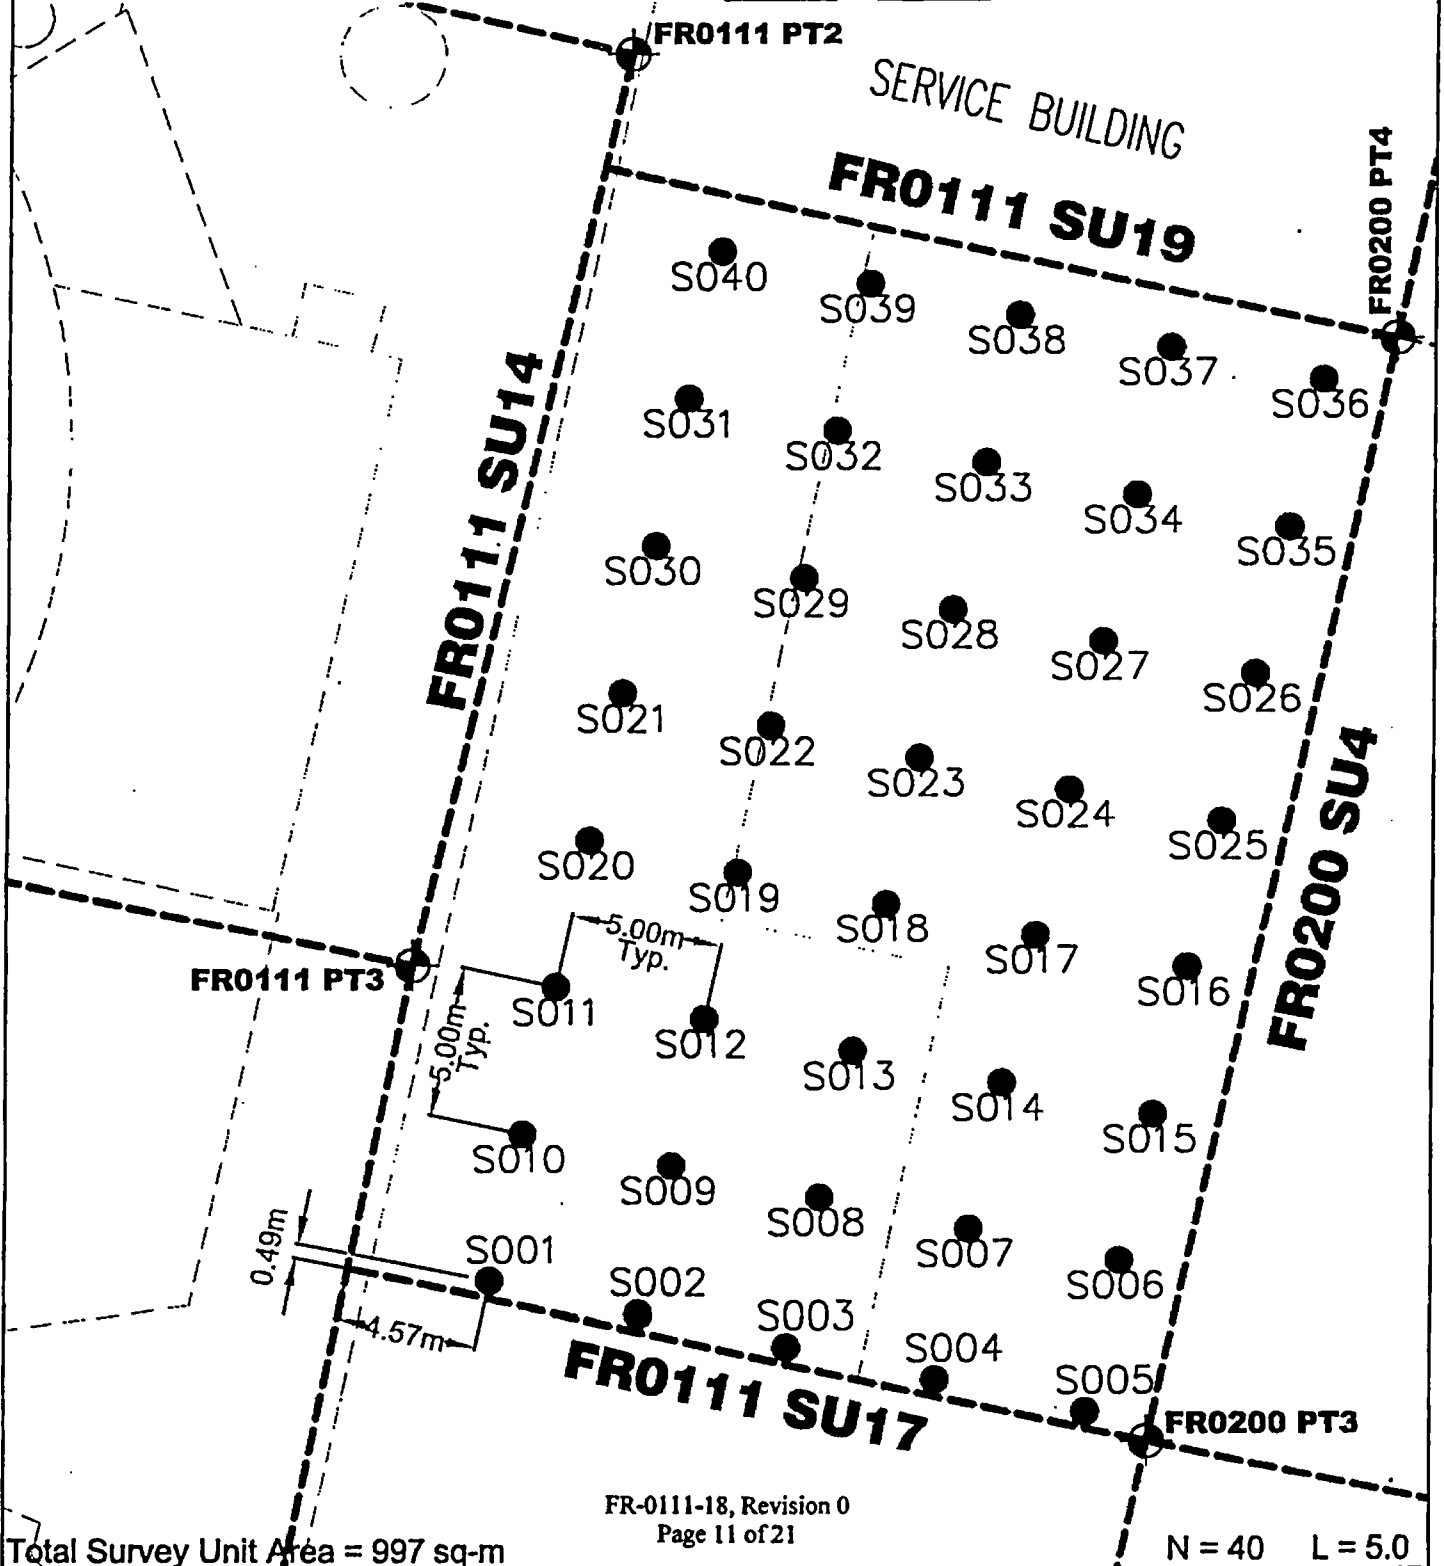 FR0111 PT2
SERVICE BUILDING
FR0200 PT4
FR0111 SU19
S040
S039
S038
S037
S036
FR0111 SU14
S031
S032
S033
S034
S035
S030
S029
S028
S027
S026
S021
S022
S023
S024
S025
FR0200 SU4
S020
S019
S018
S017
S016
5.00m
Typ.
FR0111 PT3
S011
S012
S013
S014
S015
5.00m
Typ.
S010
S009
S008
S007
S006
0.49m
S001
S002
S003
S004
S005
4.57m
FR0111 SU17
FR0200 PT3
FR-0111-18, Revision 0
Page 11 of 21
Total Survey Unit Area = 997 sq-m
N = 40 L = 5.0